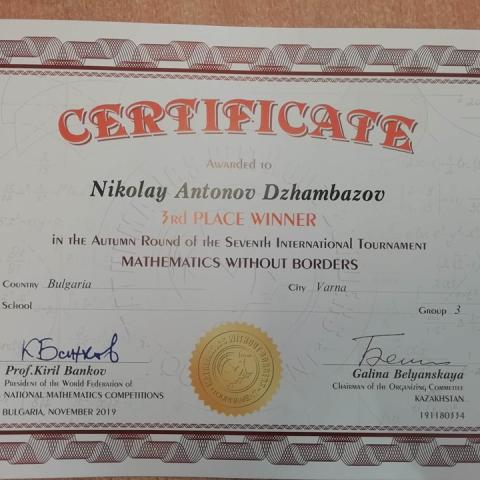 CERTIFICATE
AWARDED TO
Nikolay Antonov Dzhambazov
3rd PLACE WINNER
IN THE AUTUMN ROUND OF THE SEVENTH INTERNATIONAL TOURNAMENT
MATHEMATICS WITHOUT BORDERS
COUNTRY Bulgaria CITY Varna
SCHOOL GROUP 3
К Банков
Prof.Kiril Bankov Galina Belyanskaya
PRESIDENT OF THE WORLD FEDERATION OF CHAIRMAN OF THE ORGANIZING COMMITTEE
NATIONAL MATHEMATICS COMPETITIONS KAZAKHSTAN
BULGARIA, NOVEMBER 2019 191180334